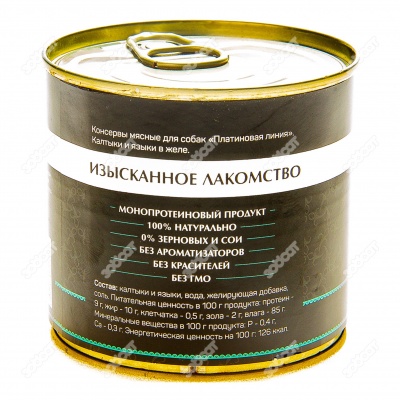 Консервы мясные для собак «Платиновая линия».
Калтыки и языки в желе.
ИЗЫСКАННОЕ ЛАКОМСТВО
МОНОПРОТЕИНОВЫЙ ПРОДУКТ
100% НАТУРАЛЬНО
0% ЗЕРНОВЫХ И СОИ
БЕЗ АРОМАТИЗАТОРОВ
БЕЗ КРАСИТЕЛЕЙ
БЕЗ ГМО
Состав: калтыки и языки, вода, желирующая добавка,
соль. Питательная ценность в 100 г продукта: протеин -
9 г, жир - 10 г, клетчатка - 0,5 г, зола - 2 г, влага - 85 г.
Минеральные вещества в 100 г продукта: Р - 0,4 г,
Са - 0,3 г. Энергетическая ценность на 100 г: 126 ккал.